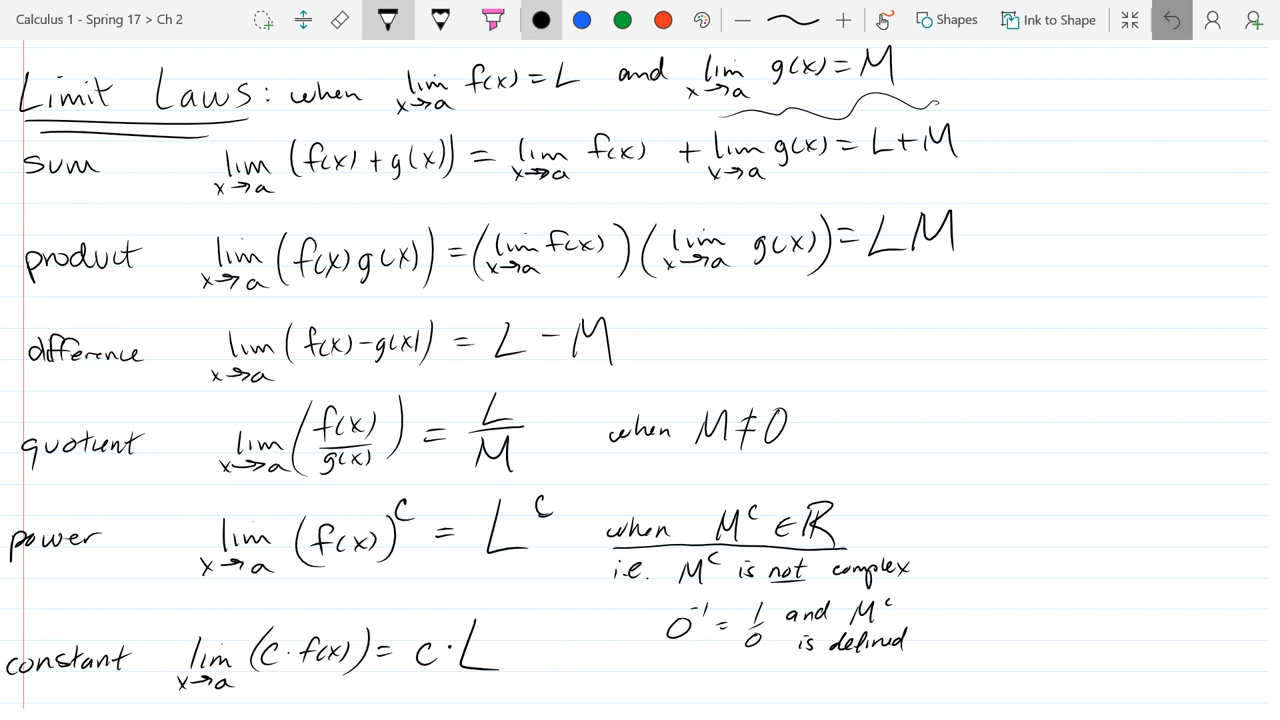 Calculus 1 - Spring 17 > Ch 2
Shapes
Ink to Shape
Limit Laws: when lim x→a f(x) = L and lim x→a g(x) = M
sum lim x→a (f(x) + g(x)) = lim x→a f(x) + lim x→a g(x) = L + M
product lim x→a (f(x) g(x)) = (lim x→a f(x)) (lim x→a g(x)) = LM
difference lim x→a (f(x) - g(x)) = L - M
quotient lim x→a (f(x)/g(x)) = L/M when M ≠ 0
power lim x→a (f(x))^c = L^c when M^c ∈ ℝ
i.e. M^c is not complex
0^-1 = 1/0 and M^c
is defined
constant lim x→a (c · f(x)) = c · L